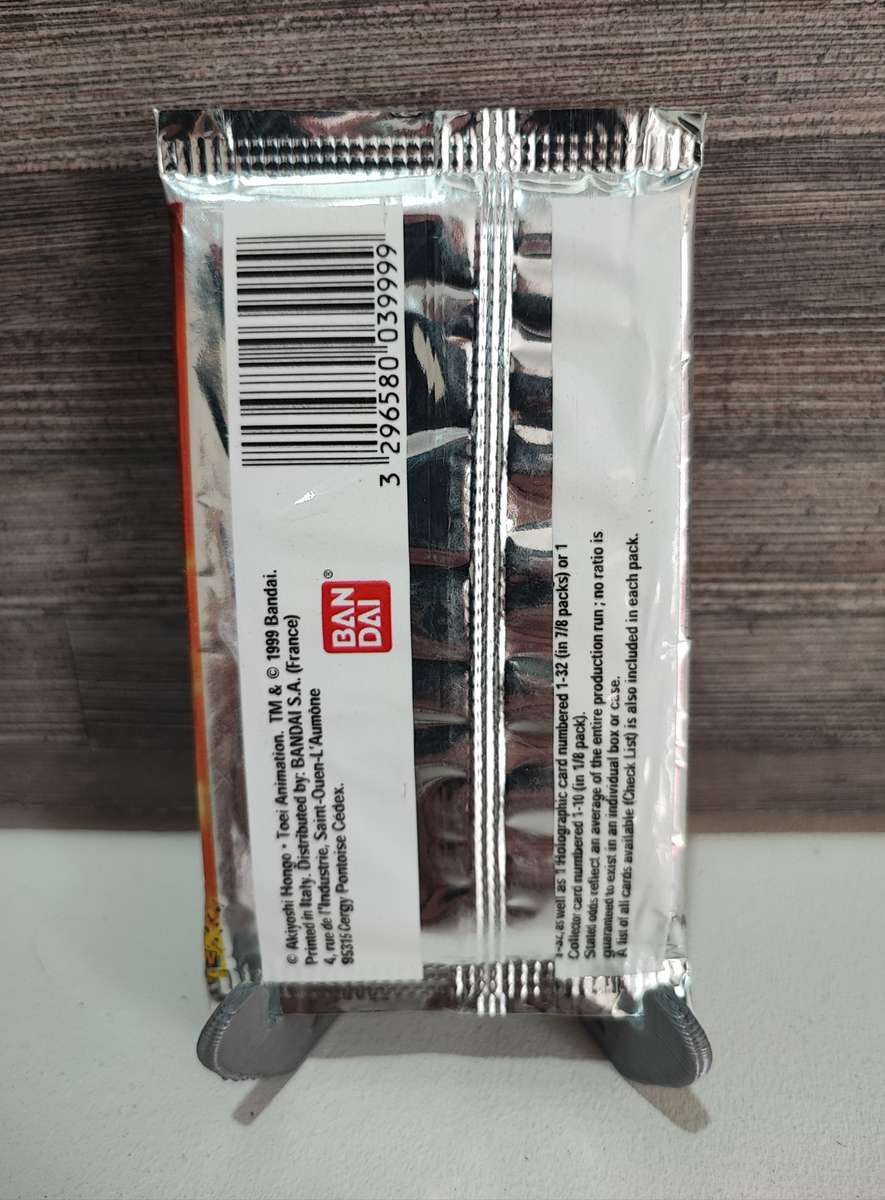 3 296580 039999
© Akiyoshi Hongo • Toei Animation. TM & © 1999 Bandai.
Printed in Italy. Distributed by: BANDAI S.A. (France)
4, rue de l'Industrie, Saint-Ouen-L'Aumône
95315 Cergy Pontoise Cédex.
BAN
DAI
®
1-32, as well as 1 Holographic card numbered 1-32 (in 7/8 packs) or 1
Collector card numbered 1-10 (in 1/8 pack).
Stated odds reflect an average of the entire production run ; no ratio is
guaranteed to exist in an individual box or case.
A list of all cards available (Check List) is also included in each pack.